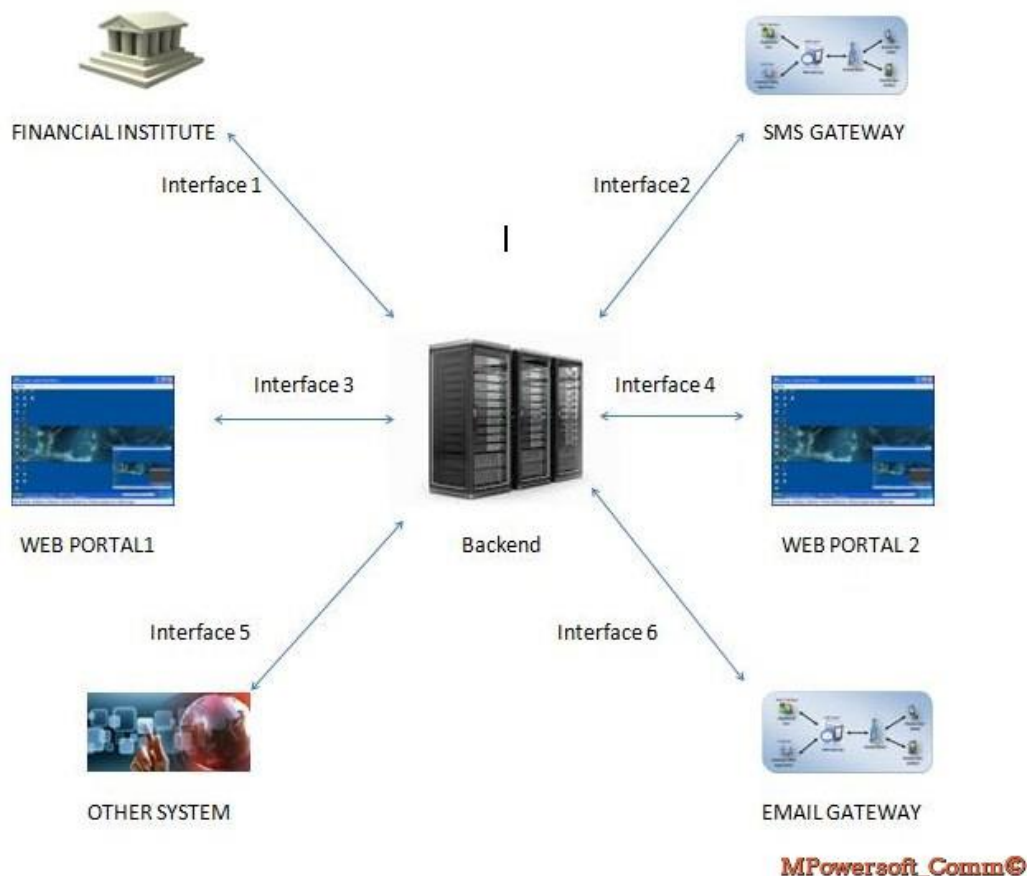 FINANCIAL INSTITUTE
SMS GATEWAY
Interface 1
Interface2
Interface 3
Interface 4
WEB PORTAL1
Backend
WEB PORTAL 2
Interface 5
Interface 6
OTHER SYSTEM
EMAIL GATEWAY
MPowersoft Comm©